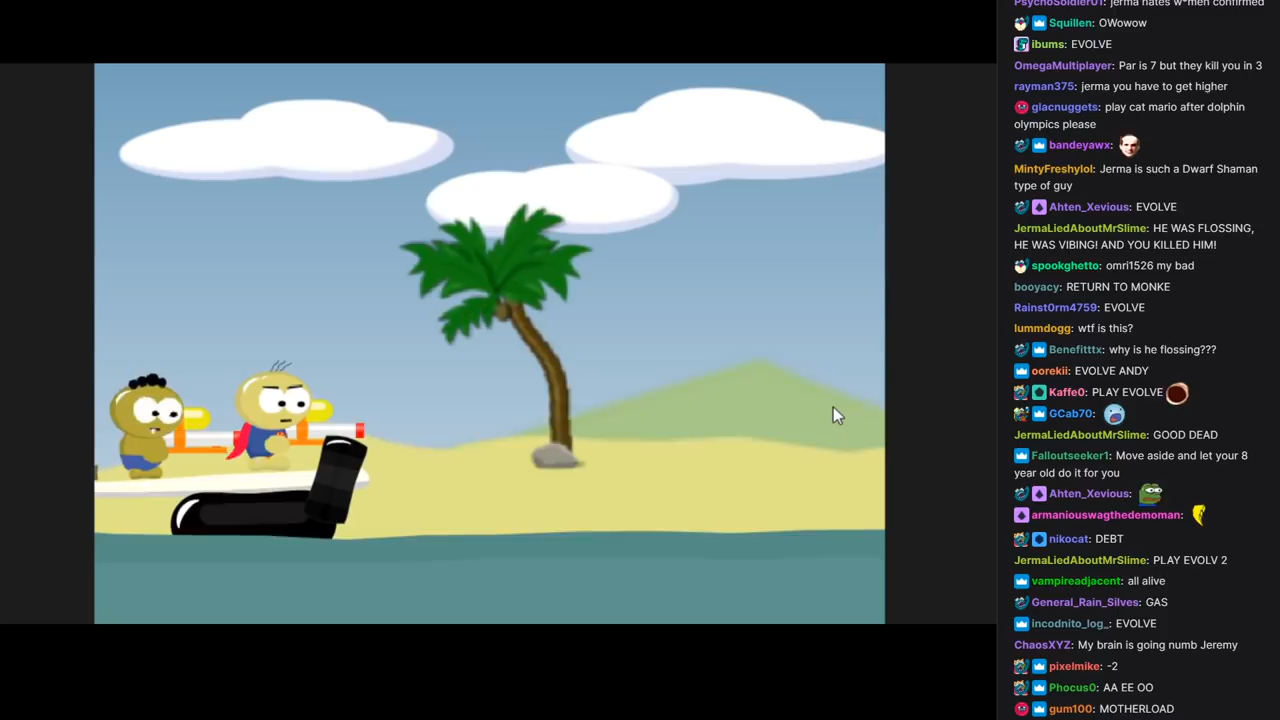 PsychoSoldier01: jerma hates w*men confirmed
Squillen: OWowow
ibums: EVOLVE
OmegaMultiplayer: Par is 7 but they kill you in 3
rayman375: jerma you have to get higher
glacnuggets: play cat mario after dolphin
olympics please
bandeyawx:
MintyFreshylol: Jerma is such a Dwarf Shaman
type of guy
Ahten_Xevious: EVOLVE
JermaLiedAboutMrSlime: HE WAS FLOSSING,
HE WAS VIBING! AND YOU KILLED HIM!
spookghetto: omri1526 my bad
booyacy: RETURN TO MONKE
Rainst0rm4759: EVOLVE
lummdogg: wtf is this?
Benefitttx: why is he flossing???
oorekii: EVOLVE ANDY
Kaffe0: PLAY EVOLVE
GCab70:
JermaLiedAboutMrSlime: GOOD DEAD
Falloutseeker1: Move aside and let your 8
year old do it for you
Ahten_Xevious:
armaniouswagthedemoman:
nikocat: DEBT
JermaLiedAboutMrSlime: PLAY EVOLV 2
vampireadjacent: all alive
General_Rain_Silves: GAS
incodnito_log_: EVOLVE
ChaosXYZ: My brain is going numb Jeremy
pixelmike: -2
Phocus0: AA EE OO
gum100: MOTHERLOAD